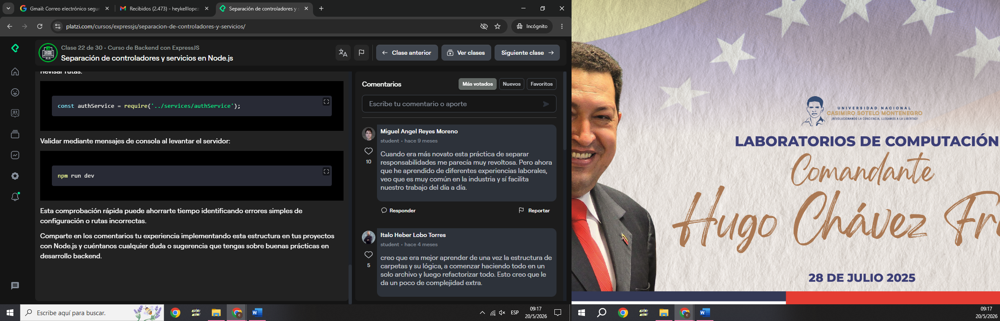 Gmail: Correo electrónico segu
Recibidos (2.473) - heykelllopez
Separación de controladores y s
platzi.com/cursos/expressjs/separacion-de-controladores-y-servicios/
Incógnito
Clase 22 de 30 • Curso de Backend con ExpressJS
Separación de controladores y servicios en Node.js
Clase anterior
Ver clases
Siguiente clase
Revisar rutas:
const authService = require('../services/authService');
Validar mediante mensajes de consola al levantar el servidor:
npm run dev
Esta comprobación rápida puede ahorrarte tiempo identificando errores simples de
configuración o rutas incorrectas.
Comparte en los comentarios tu experiencia implementando esta estructura en tus proyectos
con Node.js y cuéntanos cualquier duda o sugerencia que tengas sobre buenas prácticas en
desarrollo backend.
Comentarios
Más votados
Nuevos
Favoritos
Escribe tu comentario o aporte
Miguel Angel Reyes Moreno
student • hace 9 meses
10
Cuando era más novato esta práctica de separar
responsabilidades me parecía muy revoltosa. Pero ahora
que he aprendido de diferentes experiencias laborales,
veo que es muy común en la industria y sí facilita
nuestro trabajo del día a día.
Responder
Reportar
Italo Heber Lobo Torres
student • hace 4 meses
5
creo que era mejor aprender de una vez la estructura de
carpetas y su lógica, a comenzar haciendo todo en un
solo archivo y luego refactorizar todo. Esto creo que le
da un poco de complejidad extra.
Escribe aquí para buscar.
ESP
09:17
20/5/2026
UNIVERSIDAD NACIONAL
CASIMIRO SOTELO MONTENEGRO
¡REVOLUCIONANDO LA CONCIENCIA, LLEGAMOS A LA LIBERTAD!
LABORATORIOS DE COMPUTACIÓN
Comandante
Hugo Chávez Fr
28 DE JULIO 2025
09:17
20/5/2026